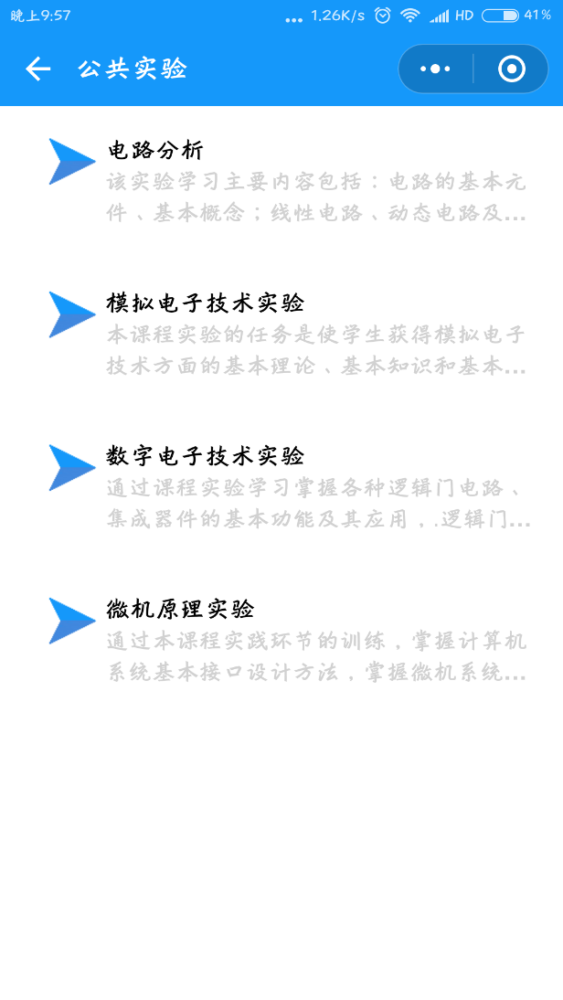 晚上9:57 ... 1.26K/s HD 41%
公共实验
电路分析
该实验学习主要内容包括：电路的基本元
件、基本概念；线性电路、动态电路及...
模拟电子技术实验
本课程实验的任务是使学生获得模拟电子
技术方面的基本理论、基本知识和基本...
数字电子技术实验
通过课程实验学习掌握各种逻辑门电路、
集成器件的基本功能及其应用，.逻辑门...
微机原理实验
通过本课程实践环节的训练，掌握计算机
系统基本接口设计方法，掌握微机系统...